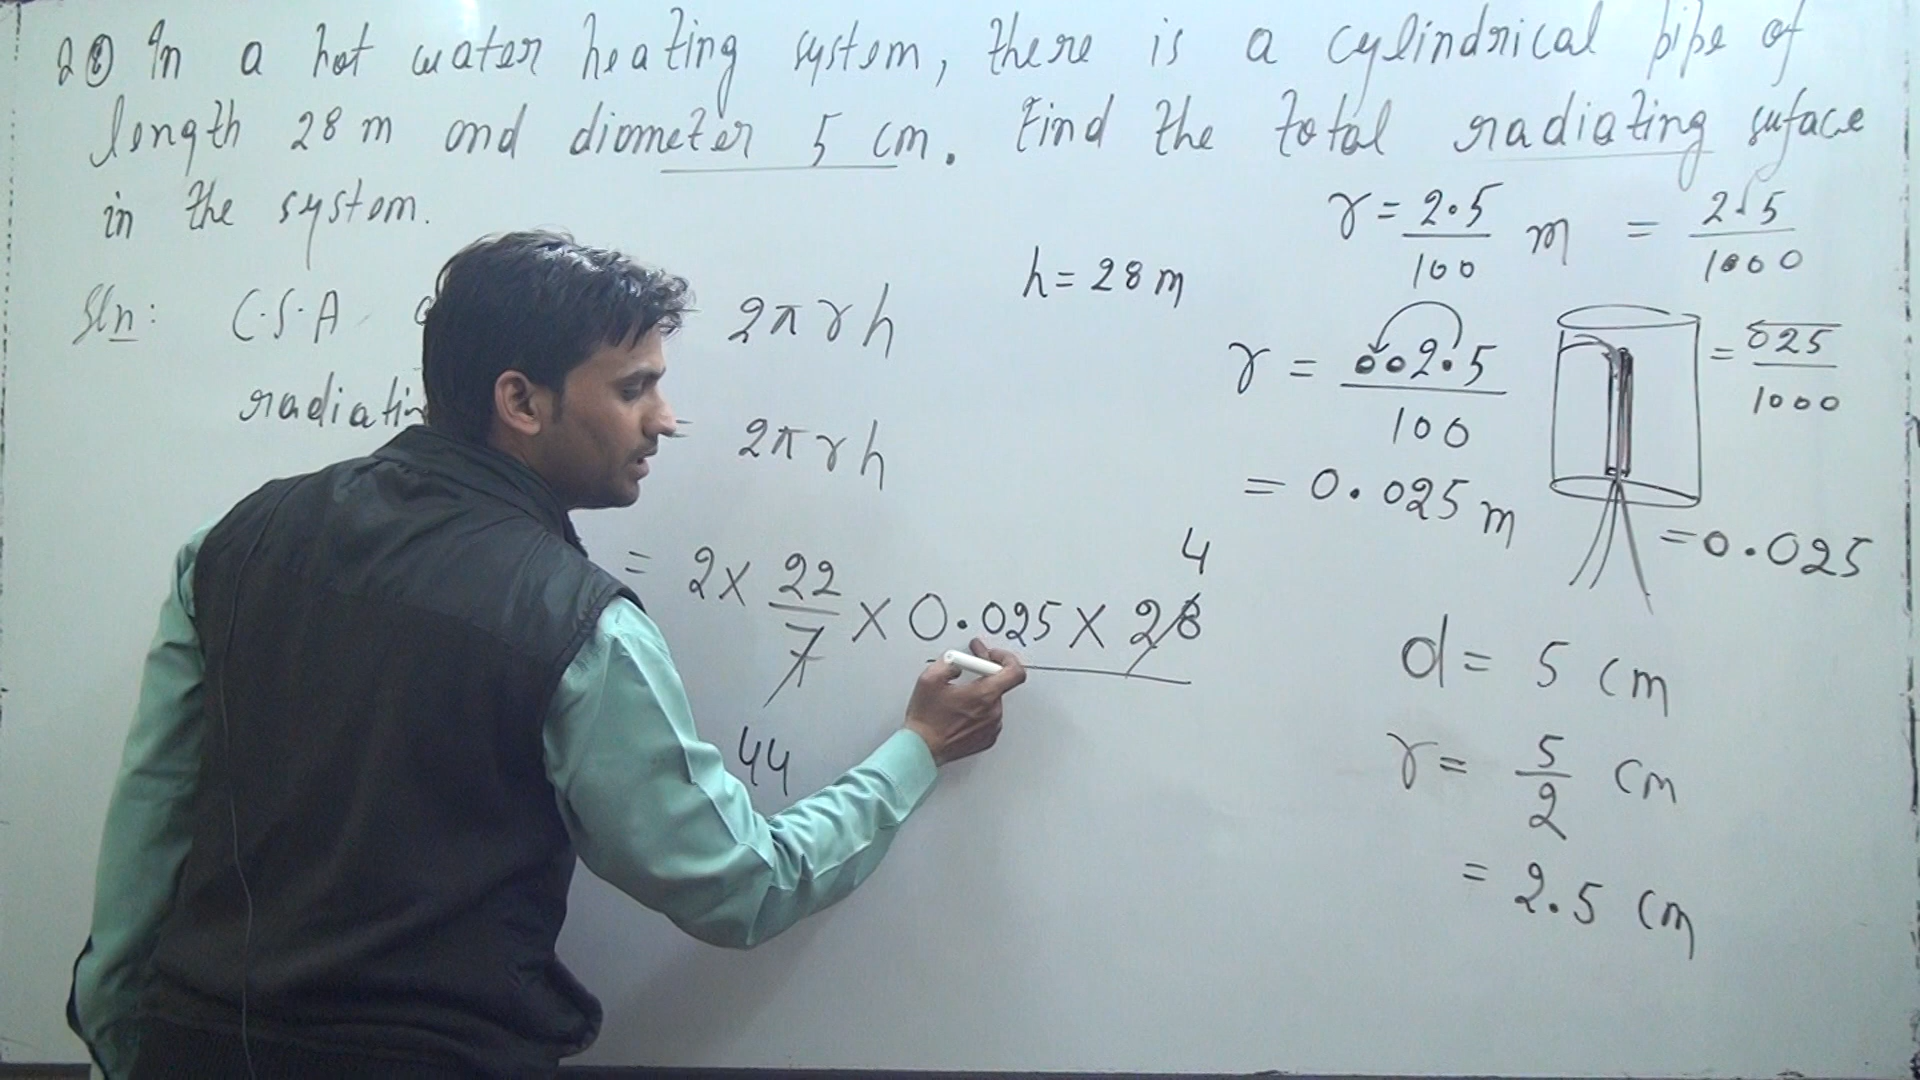 Q⑧ In a hot water heating system, there is a cylindrical pipe of
length 28 m and diameter 5 cm. Find the total radiating suface
in the system.
r = 2.5/100 m = 2.5/1000
h = 28 m
Sln: C.S.A 2πrh
r = 002.5/100
= 025/1000
radiatin = 2πrh
= 0.025 m
= 0.025
= 2 × 22/7 × 0.025 × 28
4
d = 5 cm
44
r = 5/2 cm
= 2.5 cm